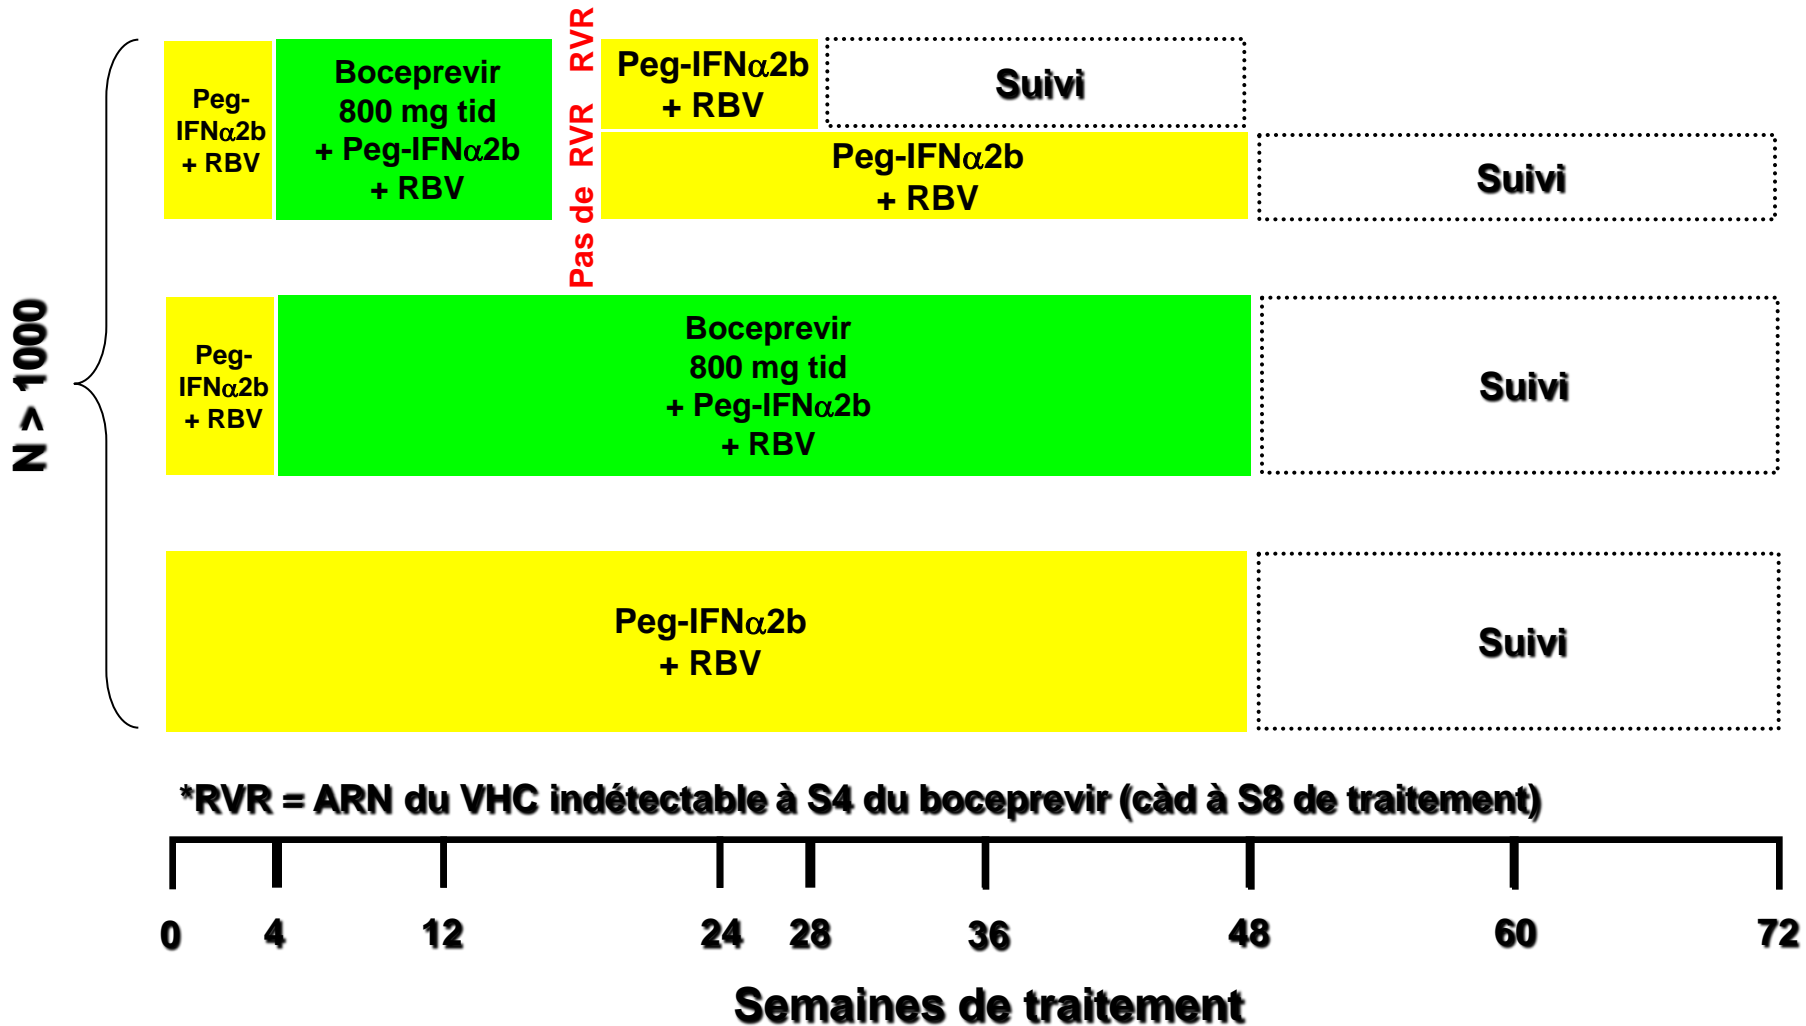 N > 1000
Peg-
IFNα2b
+ RBV
Boceprevir
800 mg tid
+ Peg-IFNα2b
+ RBV
Pas de RVR RVR
Peg-IFNα2b
+ RBV
Suivi
Peg-IFNα2b
+ RBV
Suivi
Peg-
IFNα2b
+ RBV
Boceprevir
800 mg tid
+ Peg-IFNα2b
+ RBV
Suivi
Peg-IFNα2b
+ RBV
Suivi
*RVR = ARN du VHC indétectable à S4 du boceprevir (càd à S8 de traitement)
0 4 12 24 28 36 48 60 72
Semaines de traitement